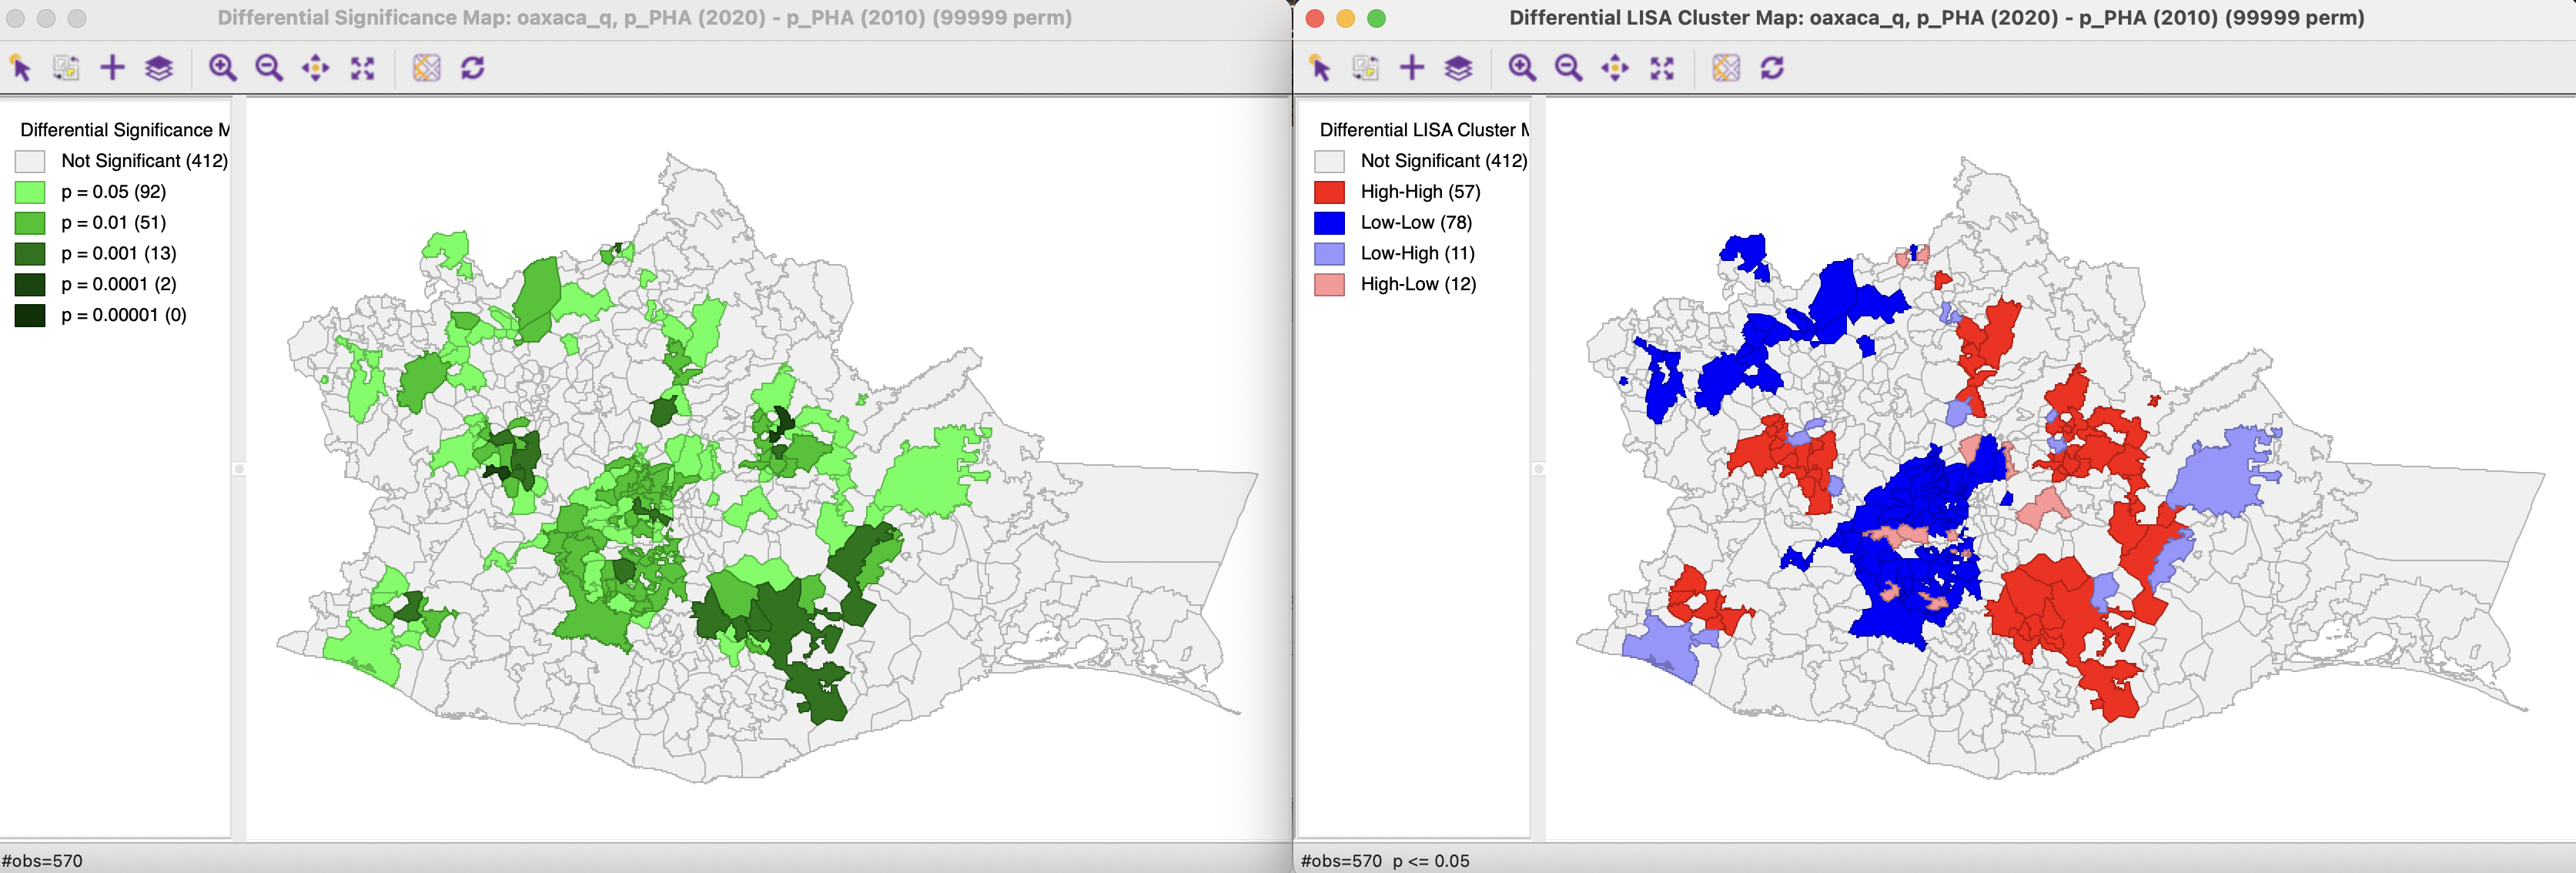 Differential Significance Map: oaxaca_q, p_PHA (2020) - p_PHA (2010) (99999 perm)
Differential Significance M
Not Significant (412)
p = 0.05 (92)
p = 0.01 (51)
p = 0.001 (13)
p = 0.0001 (2)
p = 0.00001 (0)
#obs=570
Differential LISA Cluster Map: oaxaca_q, p_PHA (2020) - p_PHA (2010) (99999 perm)
Differential LISA Cluster M
Not Significant (412)
High-High (57)
Low-Low (78)
Low-High (11)
High-Low (12)
#obs=570 p <= 0.05